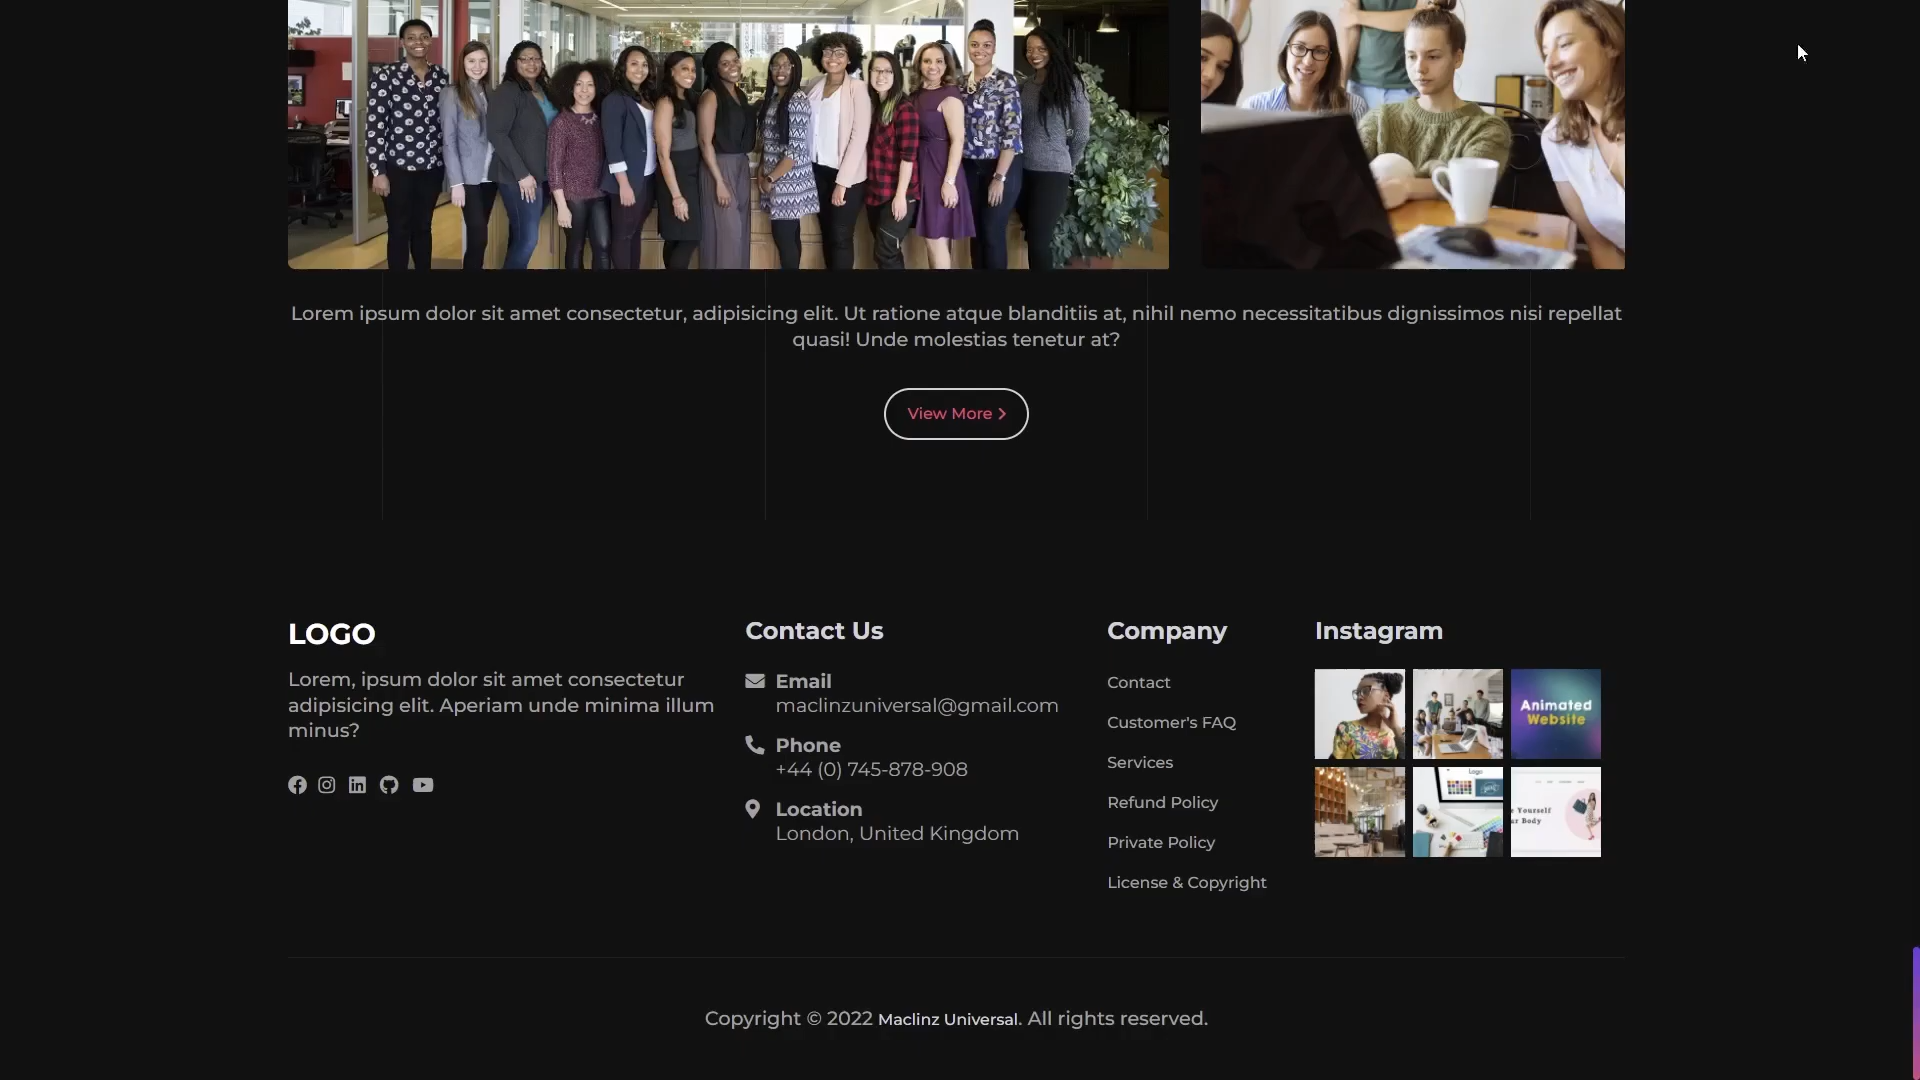 Lorem ipsum dolor sit amet consectetur, adipisicing elit. Ut ratione atque blanditiis at, nihil nemo necessitatibus dignissimos nisi repellat
quasi! Unde molestias tenetur at?
View More
LOGO
Lorem, ipsum dolor sit amet consectetur
adipisicing elit. Aperiam unde minima illum
minus?
Contact Us
Email
maclinzuniversal@gmail.com
Phone
+44 (0) 745-878-908
Location
London, United Kingdom
Company
Contact
Customer's FAQ
Services
Refund Policy
Private Policy
License & Copyright
Instagram
Animated
Website
Logo
Yourself
ur Body
Copyright © 2022 Maclinz Universal. All rights reserved.